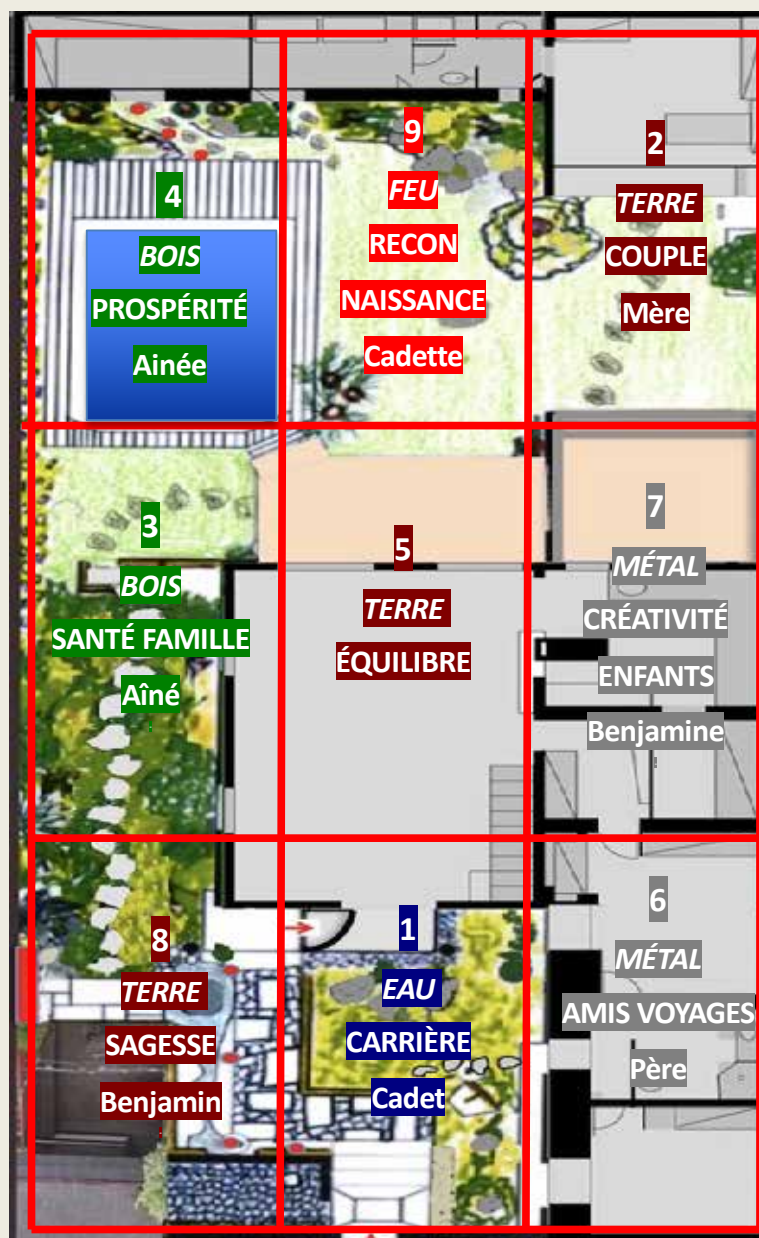 4
BOIS
PROSPÉRITÉ
Ainée
9
FEU
RECON
NAISSANCE
Cadette
2
TERRE
COUPLE
Mère
3
BOIS
SANTÉ FAMILLE
Aîné
5
TERRE
ÉQUILIBRE
7
MÉTAL
CRÉATIVITÉ
ENFANTS
Benjamine
8
TERRE
SAGESSE
Benjamin
1
EAU
CARRIÈRE
Cadet
6
MÉTAL
AMIS VOYAGES
Père